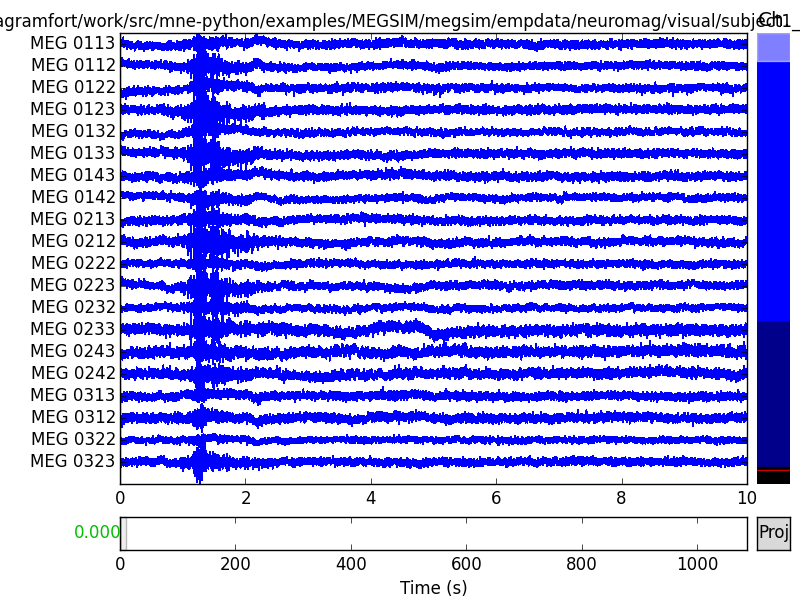 agramfort/work/src/mne-python/examples/MEGSIM/megsim/empdata/neuromag/visual/subject1_
MEG 0113
MEG 0112
MEG 0122
MEG 0123
MEG 0132
MEG 0133
MEG 0143
MEG 0142
MEG 0213
MEG 0212
MEG 0222
MEG 0223
MEG 0232
MEG 0233
MEG 0243
MEG 0242
MEG 0313
MEG 0312
MEG 0322
MEG 0323
0 2 4 6 8 10
0.000
Proj
0 200 400 600 800 1000
Time (s)